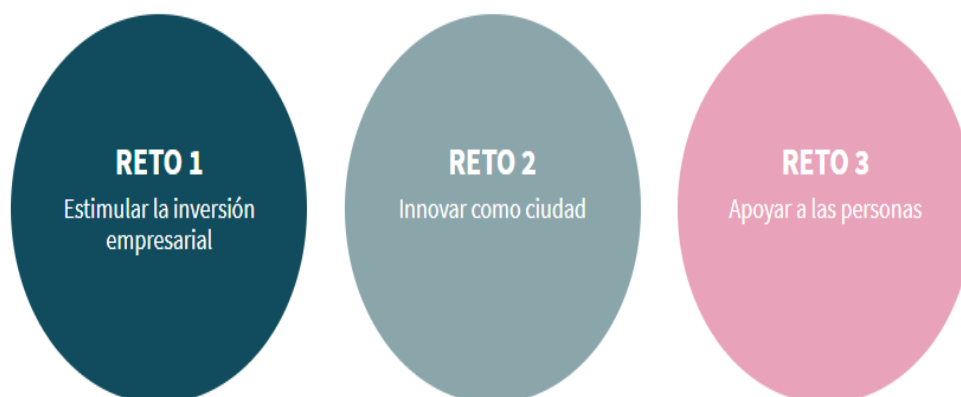 RETO 1
Estimular la inversión
empresarial
RETO 2
Innovar como ciudad
RETO 3
Apoyar a las personas